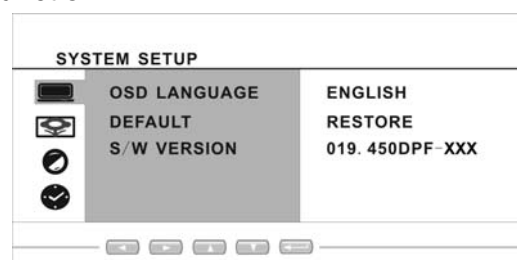 SYSTEM SETUP
OSD LANGUAGE ENGLISH
DEFAULT RESTORE
S/W VERSION 019. 450DPF-XXX